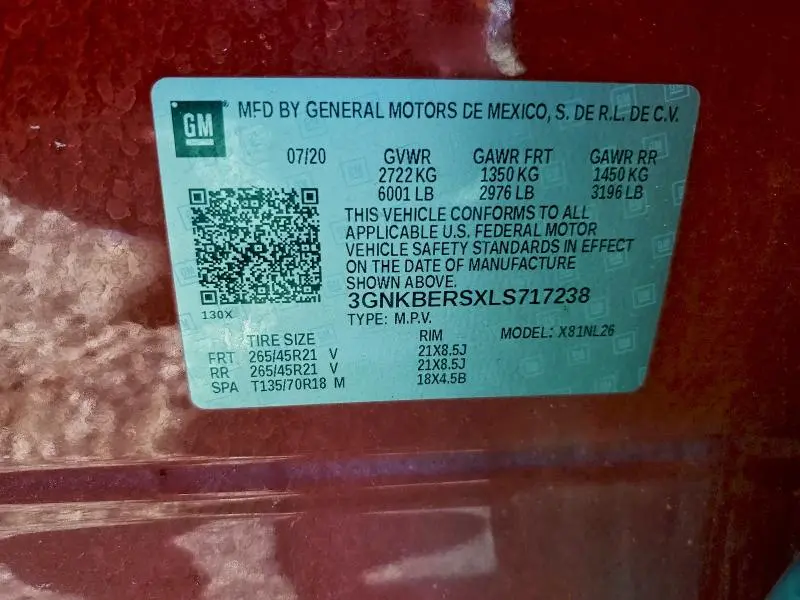 GM
MFD BY GENERAL MOTORS DE MEXICO, S. DE R.L. DE C.V.
07/20 GVWR GAWR FRT GAWR RR
2722 KG 1350 KG 1450 KG
6001 LB 2976 LB 3196 LB
THIS VEHICLE CONFORMS TO ALL
APPLICABLE U.S. FEDERAL MOTOR
VEHICLE SAFETY STANDARDS IN EFFECT
ON THE DATE OF MANUFACTURE
SHOWN ABOVE.
3GNKBERSXLS717238
130X
TYPE: M.P.V. MODEL: X81NL26
TIRE SIZE RIM
FRT 265/45R21 V 21X8.5J
RR 265/45R21 V 21X8.5J
SPA T135/70R18 M 18X4.5B